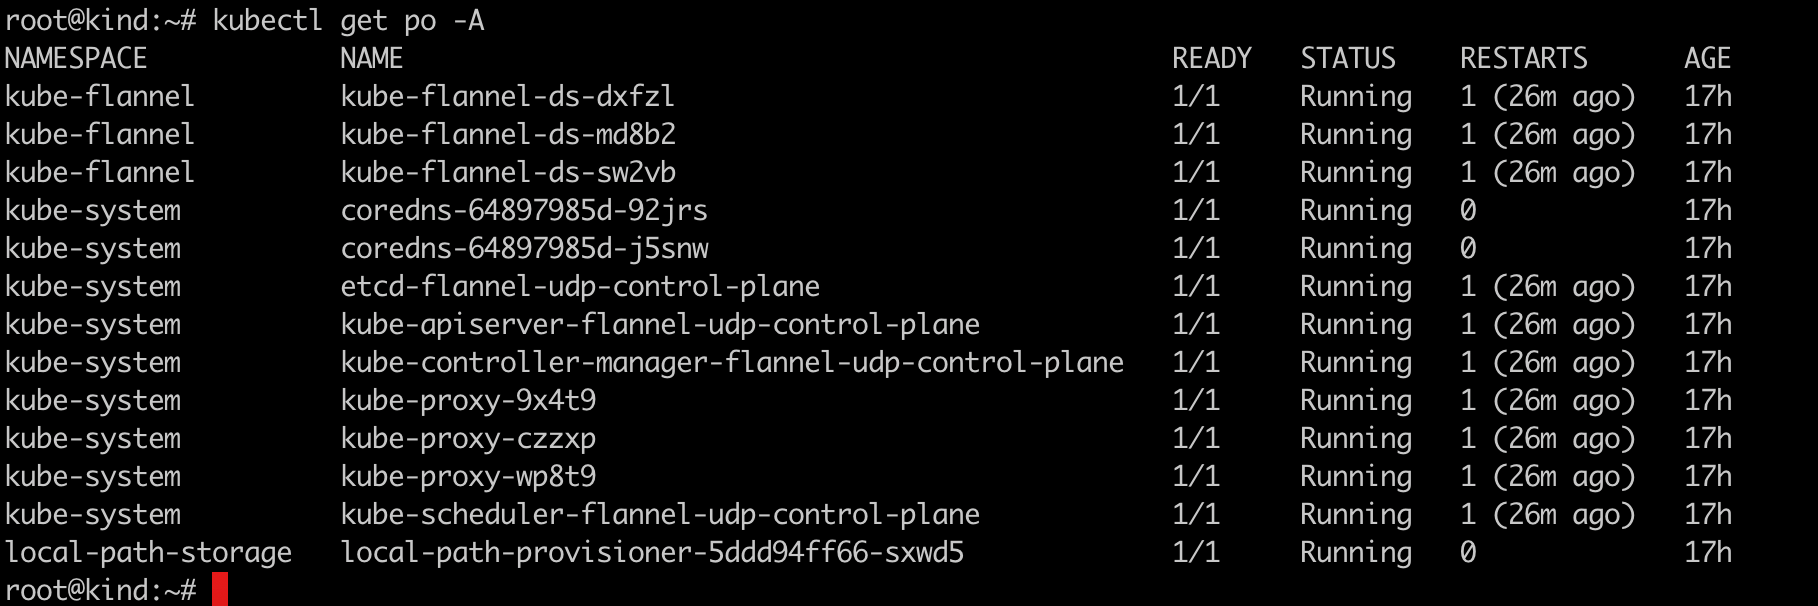 root@kind:~# kubectl get po -A
NAMESPACE            NAME                                                READY   STATUS    RESTARTS      AGE
kube-flannel         kube-flannel-ds-dxfzl                               1/1     Running   1 (26m ago)   17h
kube-flannel         kube-flannel-ds-md8b2                               1/1     Running   1 (26m ago)   17h
kube-flannel         kube-flannel-ds-sw2vb                               1/1     Running   1 (26m ago)   17h
kube-system          coredns-64897985d-92jrs                             1/1     Running   0             17h
kube-system          coredns-64897985d-j5snw                             1/1     Running   0             17h
kube-system          etcd-flannel-udp-control-plane                      1/1     Running   1 (26m ago)   17h
kube-system          kube-apiserver-flannel-udp-control-plane            1/1     Running   1 (26m ago)   17h
kube-system          kube-controller-manager-flannel-udp-control-plane   1/1     Running   1 (26m ago)   17h
kube-system          kube-proxy-9x4t9                                    1/1     Running   1 (26m ago)   17h
kube-system          kube-proxy-czzxp                                    1/1     Running   1 (26m ago)   17h
kube-system          kube-proxy-wp8t9                                    1/1     Running   1 (26m ago)   17h
kube-system          kube-scheduler-flannel-udp-control-plane            1/1     Running   1 (26m ago)   17h
local-path-storage   local-path-provisioner-5ddd94ff66-sxwd5             1/1     Running   0             17h
root@kind:~#